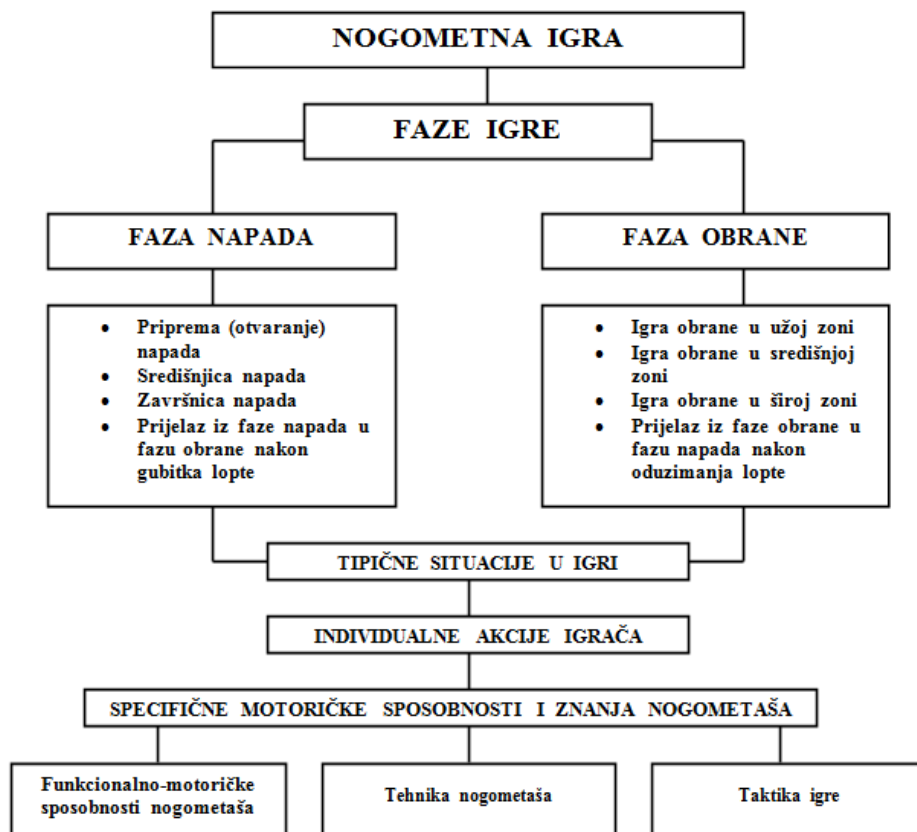 NOGOMETNA IGRA
FAZE IGRE
FAZA NAPADA
FAZA OBRANE
• Priprema (otvaranje)
napada
• Središnjica napada
• Završnica napada
• Prijelaz iz faze napada u
fazu obrane nakon
gubitka lopte
• Igra obrane u užoj zoni
• Igra obrane u središnjoj
zoni
• Igra obrane u široj zoni
• Prijelaz iz faze obrane u
fazu napada nakon
oduzimanja lopte
TIPIČNE SITUACIJE U IGRI
INDIVIDUALNE AKCIJE IGRAČA
SPECIFIČNE MOTORIČKE SPOSOBNOSTI I ZNANJA NOGOMETAŠA
Funkcionalno-motoričke
sposobnosti nogometaša
Tehnika nogometaša
Taktika igre